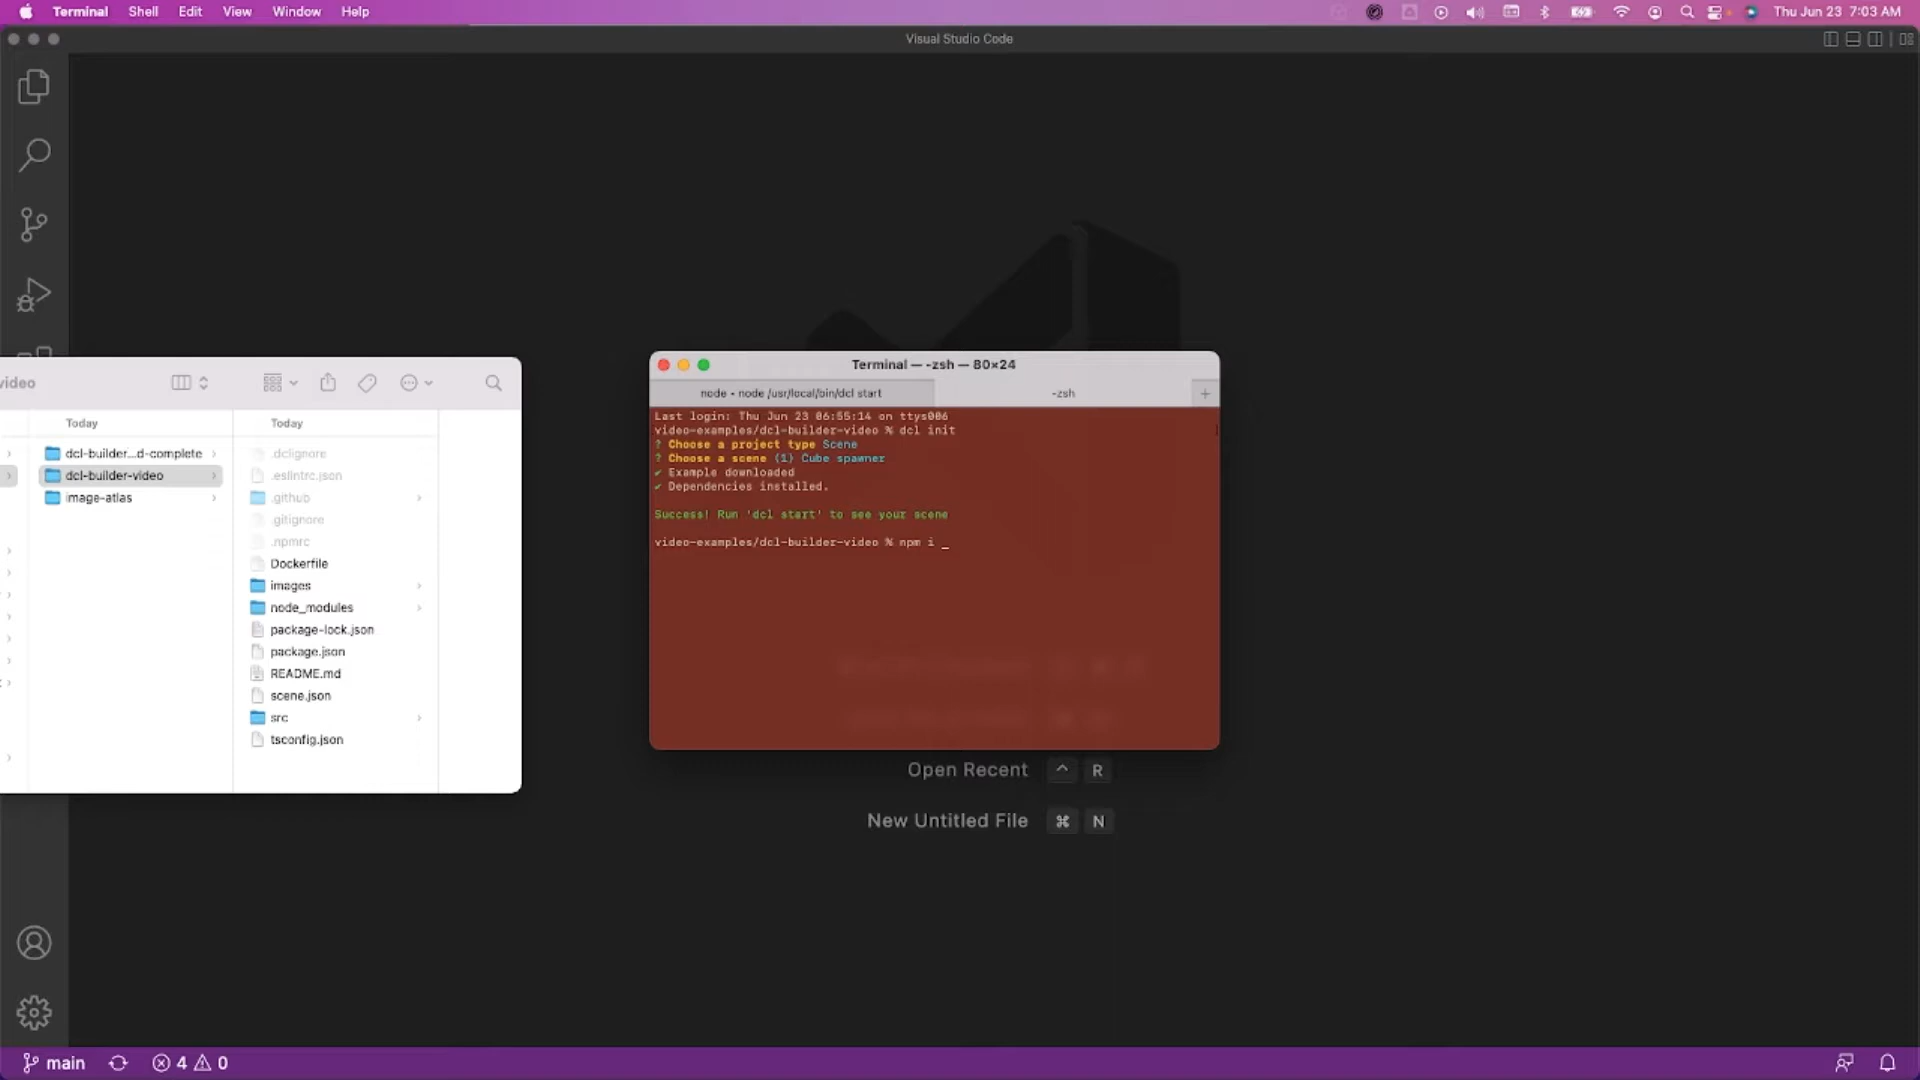 Terminal Shell Edit View Window Help Thu Jun 23 7:03 AM
Visual Studio Code
video
Today Today
dcl-builder...d-complete
dcl-builder-video
image-atlas
.dclignore
.eslintrc.json
.github
.gitignore
.npmrc
Dockerfile
images
node_modules
package-lock.json
package.json
README.md
scene.json
src
tsconfig.json
Terminal — -zsh — 80×24
node • node /usr/local/bin/dcl start -zsh
Last login: Thu Jun 23 06:55:14 on ttys006
video-examples/dcl-builder-video % dcl init
? Choose a project type Scene
? Choose a scene (1) Cube spawner
✔ Example downloaded
✔ Dependencies installed.
Success! Run 'dcl start' to see your scene
video-examples/dcl-builder-video % npm i _
Open Recent ^ R
New Untitled File ⌘ N
main 4 0